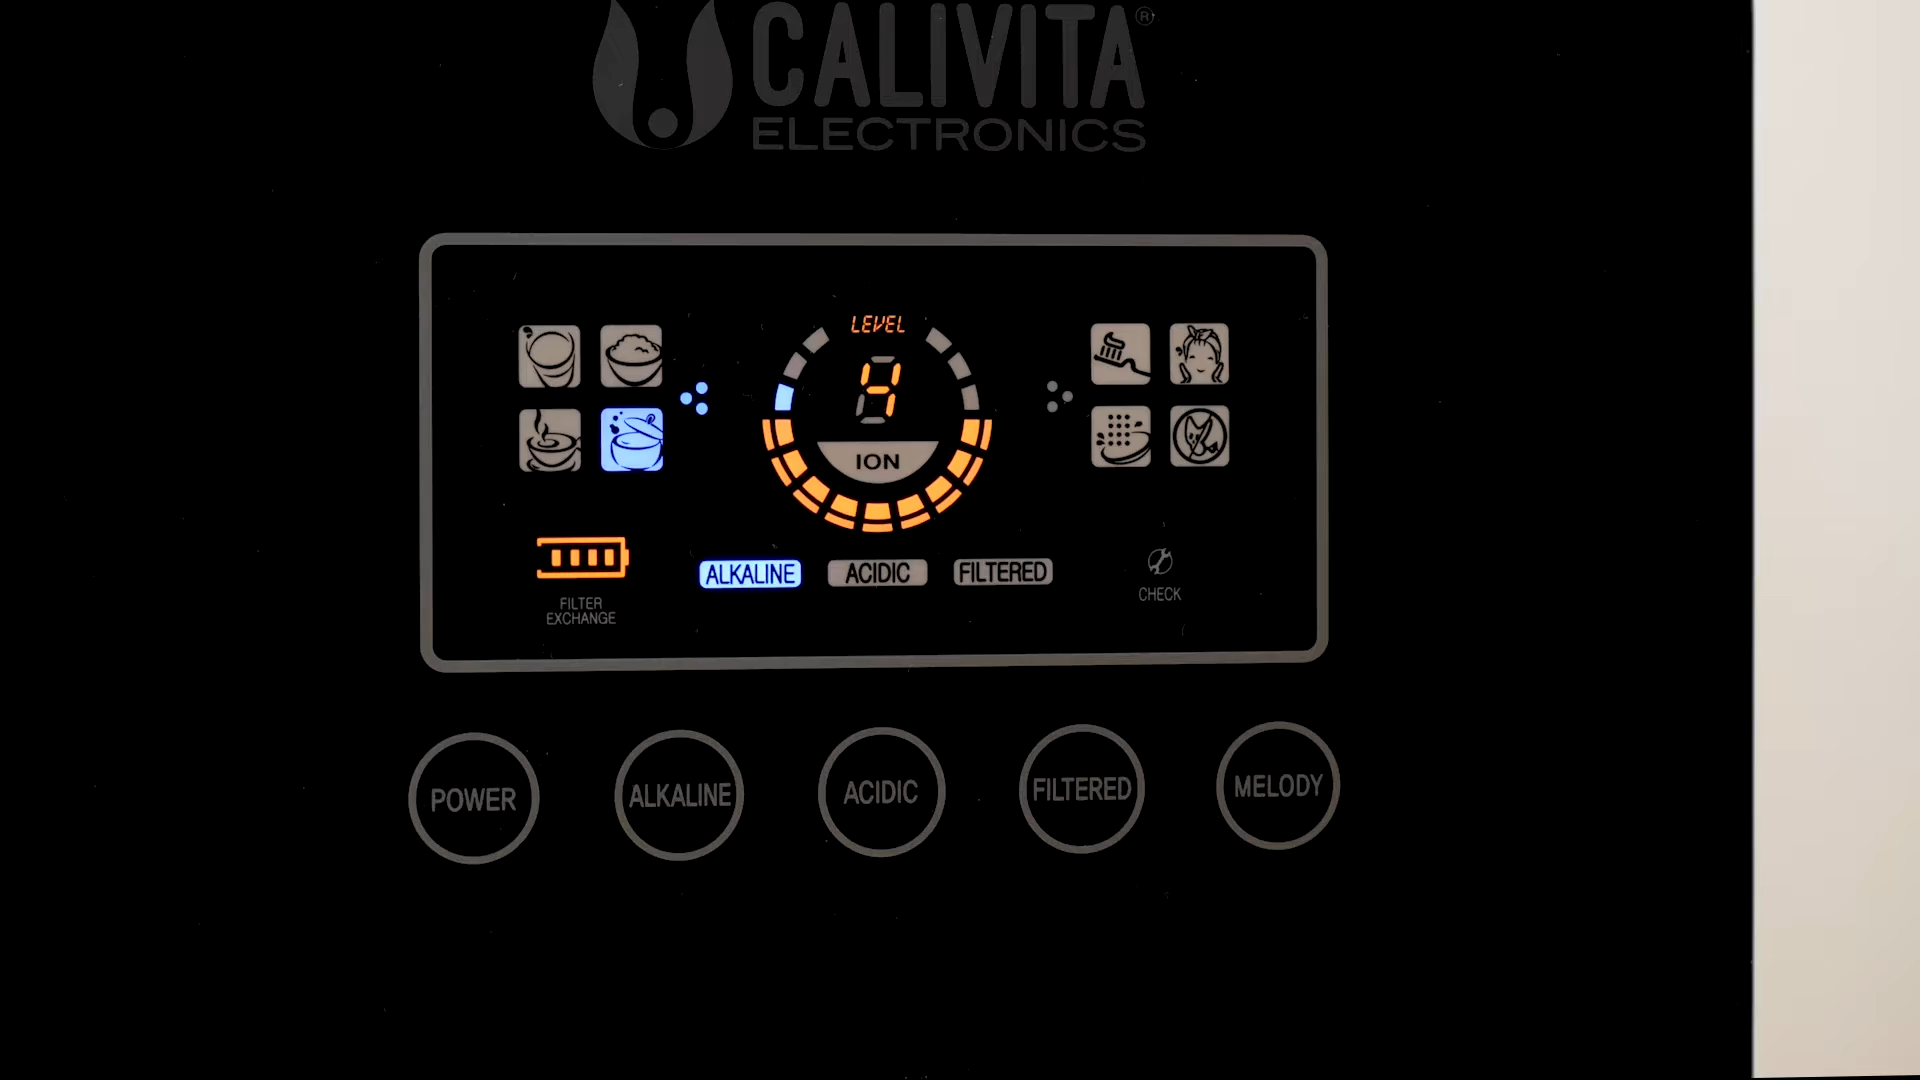 CALIVITA®
ELECTRONICS
LEVEL
4
ION
ALKALINE ACIDIC FILTERED
FILTER
EXCHANGE
CHECK
POWER ALKALINE ACIDIC FILTERED MELODY